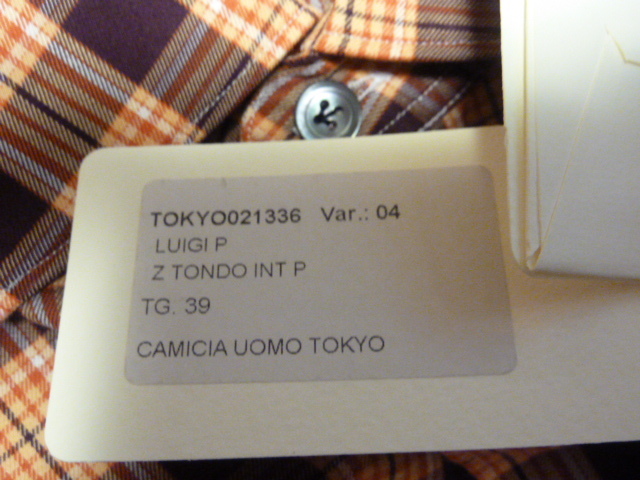 TOKYO021336 Var.: 04
LUIGI P
Z TONDO INT P
TG. 39
CAMICIA UOMO TOKYO